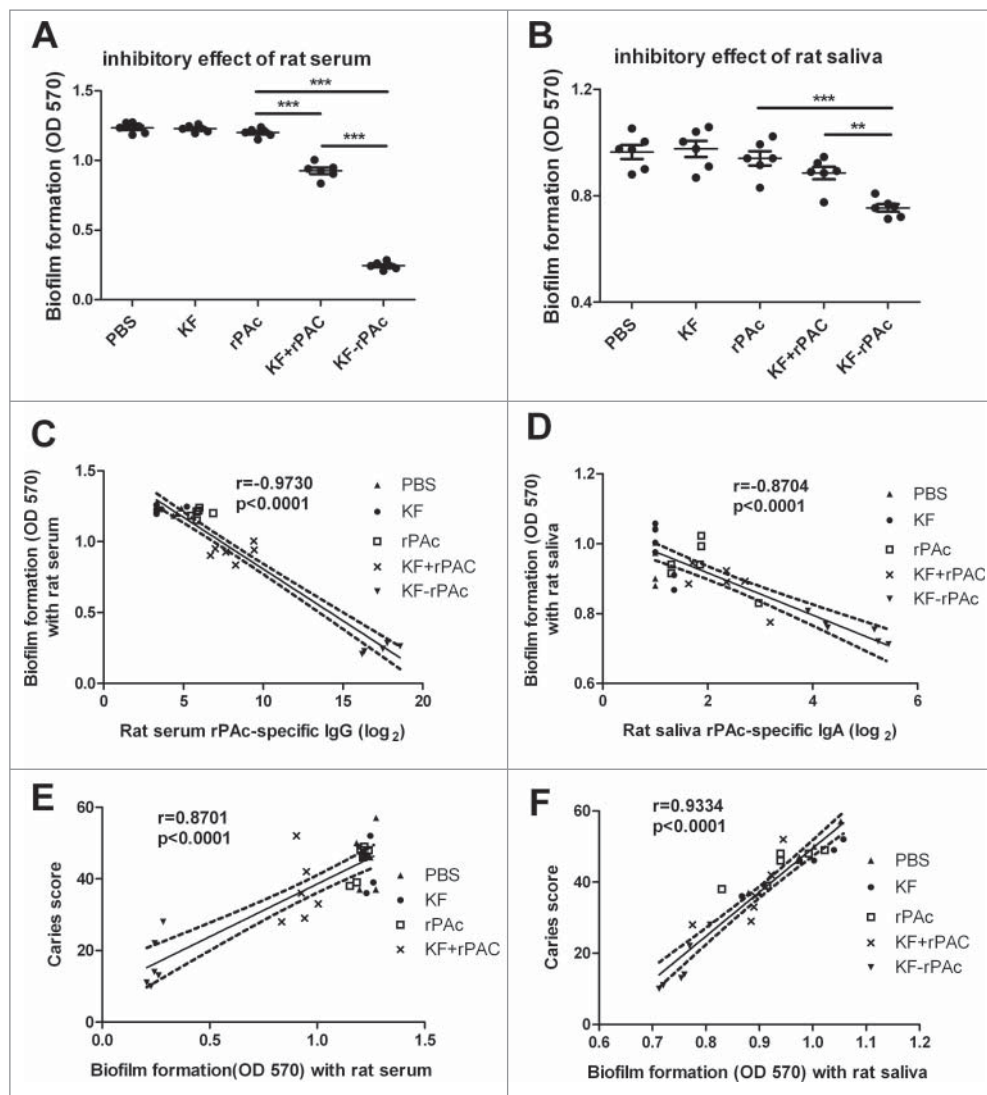 A
inhibitory effect of rat serum
Biofilm formation (OD 570)
1.5
1.0
0.5
0.0
***
***
***
PBS
KF
rPAc
KF+rPAC
KF-rPAc
B
inhibitory effect of rat saliva
Biofilm formation (OD 570)
1.2
1.0
0.8
0.6
0.4
***
**
PBS
KF
rPAc
KF+rPAC
KF-rPAc
C
Biofilm formation (OD 570)
with rat serum
1.5
1.0
0.5
0.0
r=-0.9730
p<0.0001
PBS
KF
rPAc
KF+rPAC
KF-rPAc
0 5 10 15 20
Rat serum rPAc-specific IgG (log 2)
D
Biofilm formation (OD 570)
with rat saliva
1.2
1.0
0.8
0.6
r=-0.8704
p<0.0001
PBS
KF
rPAc
KF+rPAC
KF-rPAc
0 2 4 6
Rat saliva rPAc-specific IgA (log 2)
E
Caries score
60
40
20
0
r=0.8701
p<0.0001
PBS
KF
rPAc
KF+rPAC
0.0 0.5 1.0 1.5
Biofilm formation(OD 570) with rat serum
F
Caries score
60
40
20
0
r=0.9334
p<0.0001
PBS
KF
rPAc
KF+rPAC
KF-rPAc
0.6 0.7 0.8 0.9 1.0 1.1 1.2
Biofilm formation (OD 570) with rat saliva